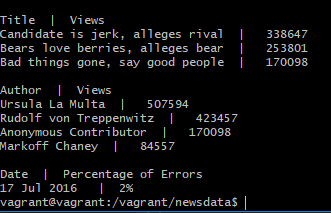 Title  |  Views
Candidate is jerk, alleges rival  |   338647
Bears love berries, alleges bear  |   253801
Bad things gone, say good people  |   170098
Author  |  Views
Ursula La Multa  |   507594
Rudolf von Treppenwitz  |   423457
Anonymous Contributor  |   170098
Markoff Chaney  |   84557
Date  |  Percentage of Errors
17 Jul 2016   |  2%
vagrant@vagrant:/vagrant/newsdata$